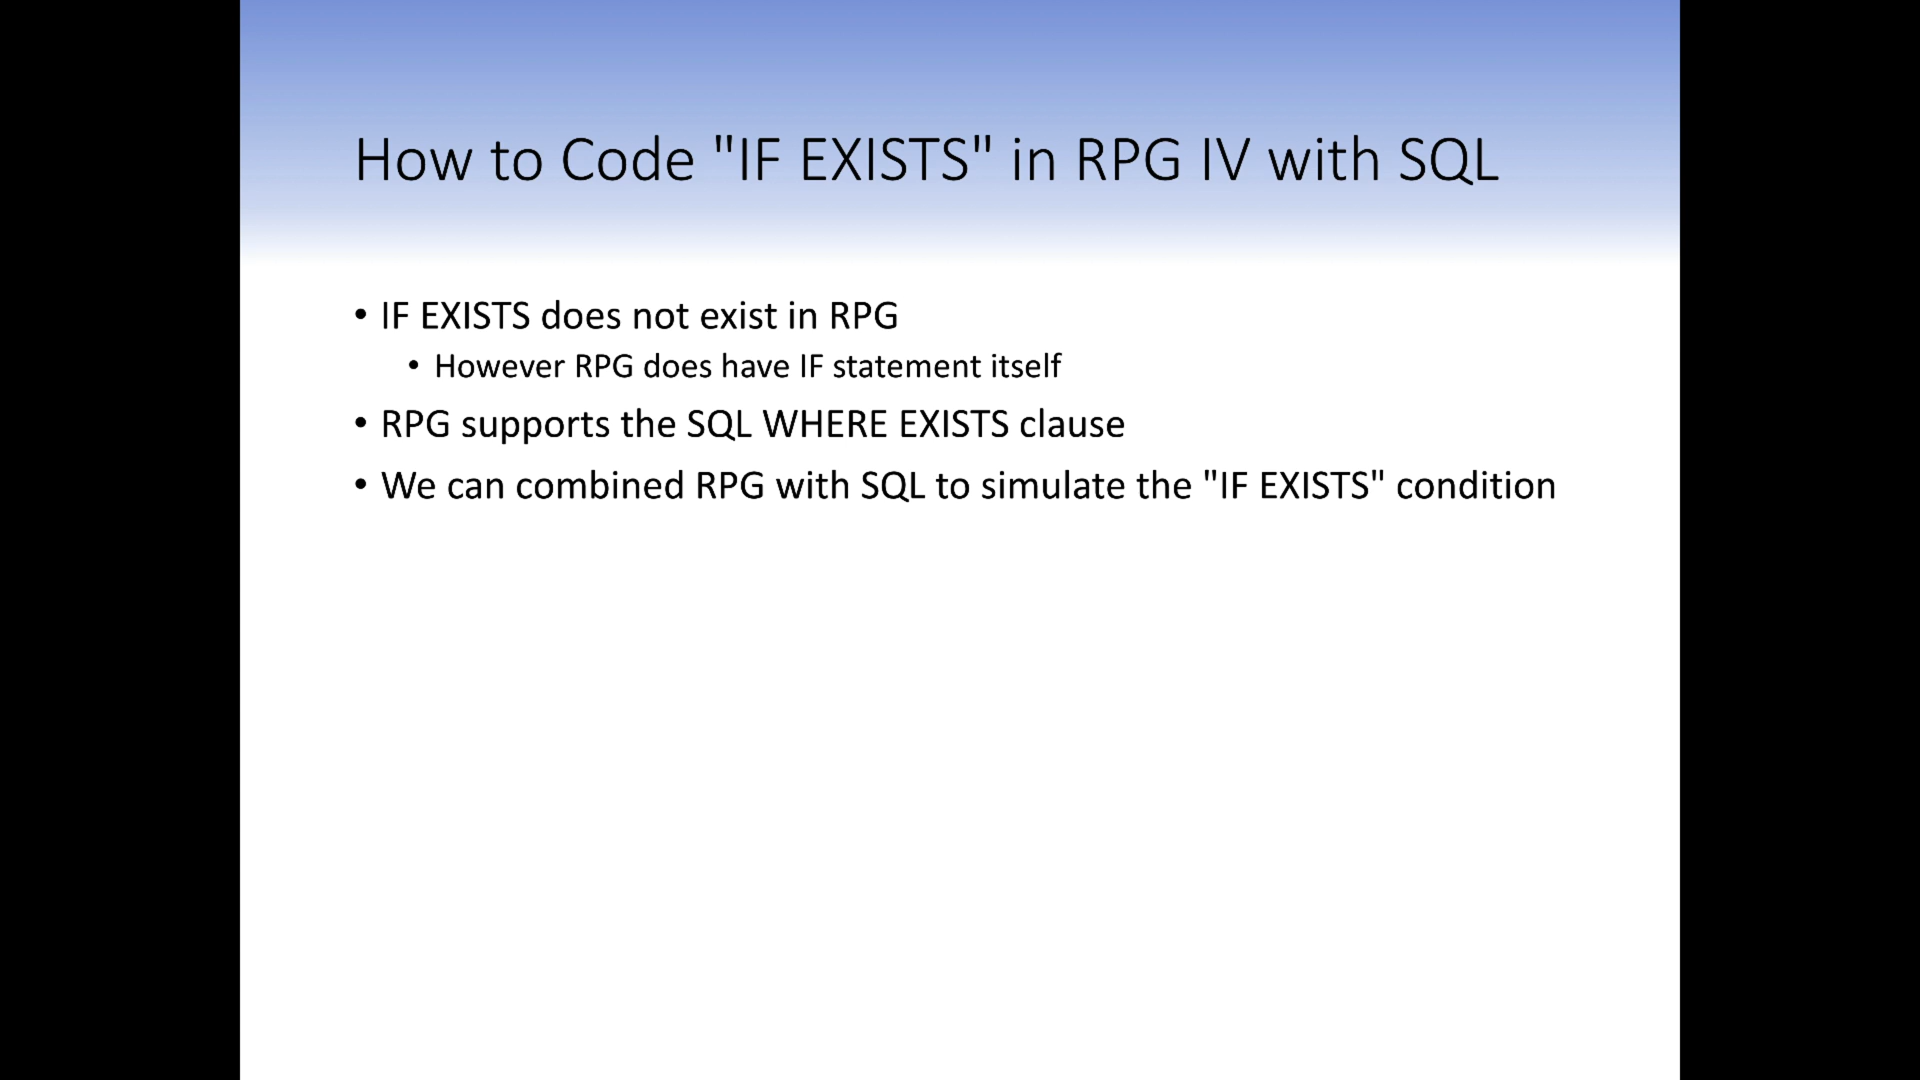 How to Code "IF EXISTS" in RPG IV with SQL
• IF EXISTS does not exist in RPG
• However RPG does have IF statement itself
• RPG supports the SQL WHERE EXISTS clause
• We can combined RPG with SQL to simulate the "IF EXISTS" condition